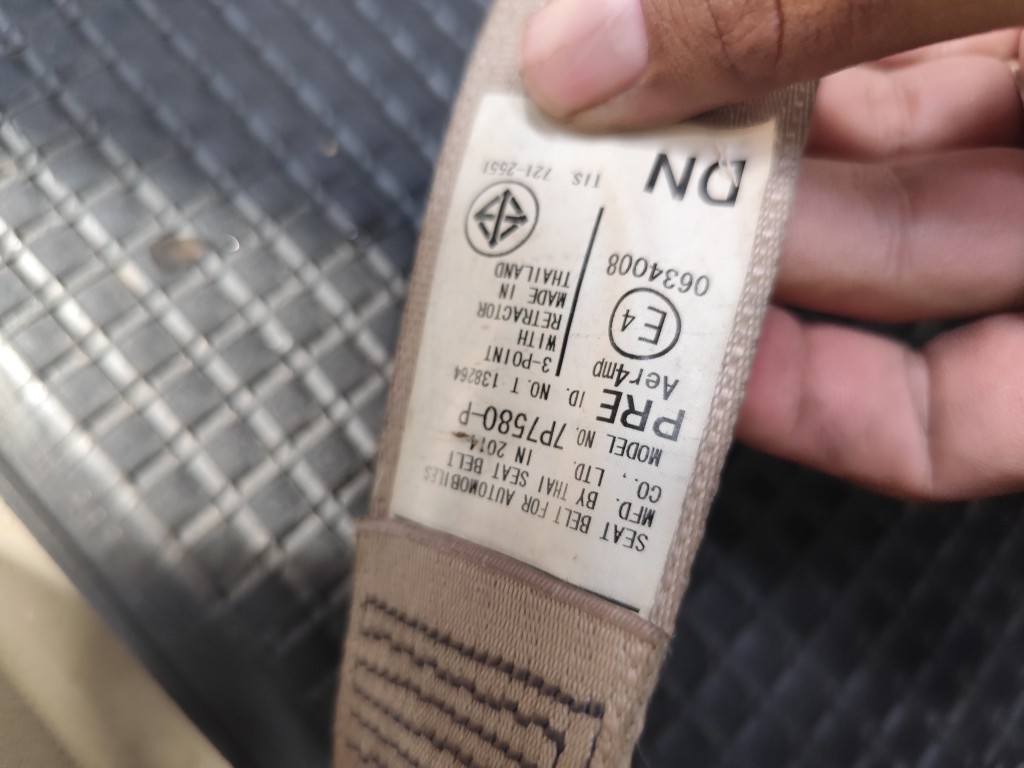 SEAT BELT FOR AUTOMOBILES
MFD. BY THAI SEAT BELT
CO., LTD. IN 2014
MODEL NO. 7P7580-P
PRE ID. NO. T 138264
Aer4mp
E4
0634008
3-POINT
WITH
RETRACTOR
MADE IN
THAILAND
TIS. 721-2551
DN